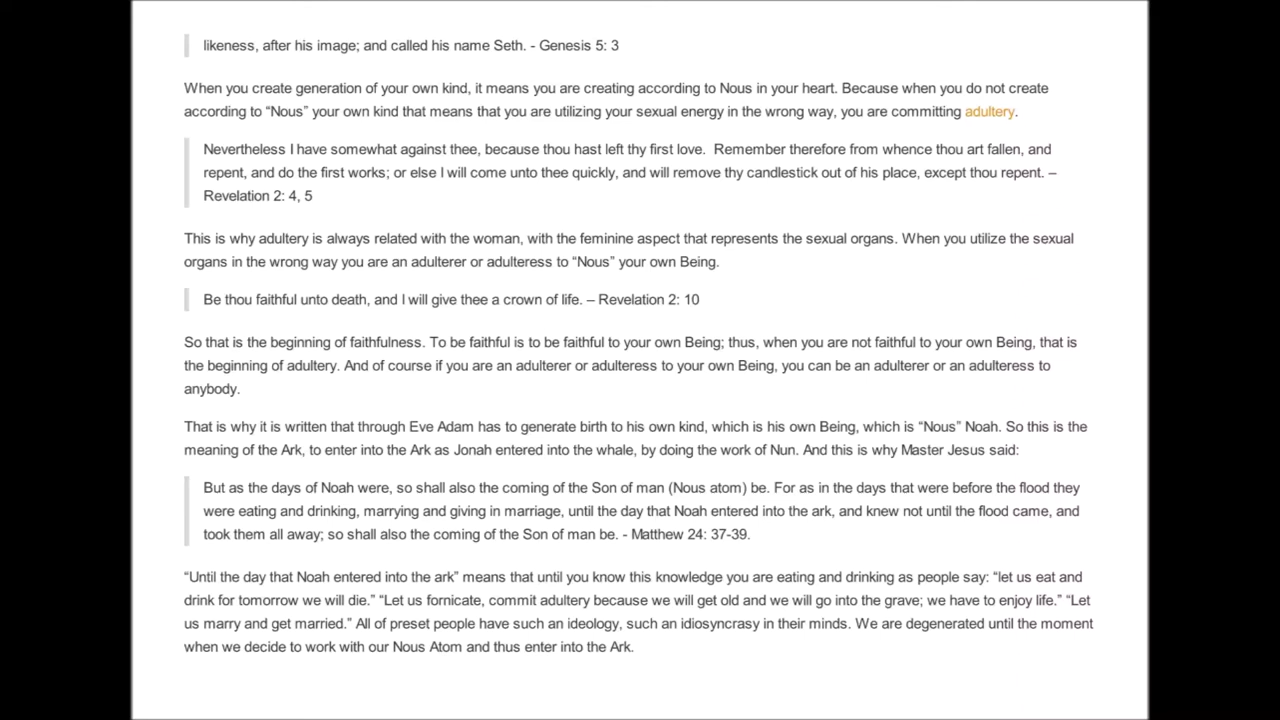 likeness, after his image; and called his name Seth. - Genesis 5: 3
When you create generation of your own kind, it means you are creating according to Nous in your heart. Because when you do not create
according to “Nous” your own kind that means that you are utilizing your sexual energy in the wrong way, you are committing adultery.
Nevertheless I have somewhat against thee, because thou hast left thy first love.  Remember therefore from whence thou art fallen, and
repent, and do the first works; or else I will come unto thee quickly, and will remove thy candlestick out of his place, except thou repent. –
Revelation 2: 4, 5
This is why adultery is always related with the woman, with the feminine aspect that represents the sexual organs. When you utilize the sexual
organs in the wrong way you are an adulterer or adulteress to “Nous” your own Being.
Be thou faithful unto death, and I will give thee a crown of life. – Revelation 2: 10
So that is the beginning of faithfulness. To be faithful is to be faithful to your own Being; thus, when you are not faithful to your own Being, that is
the beginning of adultery. And of course if you are an adulterer or adulteress to your own Being, you can be an adulterer or an adulteress to
anybody.
That is why it is written that through Eve Adam has to generate birth to his own kind, which is his own Being, which is “Nous” Noah. So this is the
meaning of the Ark, to enter into the Ark as Jonah entered into the whale, by doing the work of Nun. And this is why Master Jesus said:
But as the days of Noah were, so shall also the coming of the Son of man (Nous atom) be. For as in the days that were before the flood they
were eating and drinking, marrying and giving in marriage, until the day that Noah entered into the ark, and knew not until the flood came, and
took them all away; so shall also the coming of the Son of man be. - Matthew 24: 37-39.
“Until the day that Noah entered into the ark” means that until you know this knowledge you are eating and drinking as people say: “let us eat and
drink for tomorrow we will die.” “Let us fornicate, commit adultery because we will get old and we will go into the grave; we have to enjoy life.” “Let
us marry and get married.” All of preset people have such an ideology, such an idiosyncrasy in their minds. We are degenerated until the moment
when we decide to work with our Nous Atom and thus enter into the Ark.